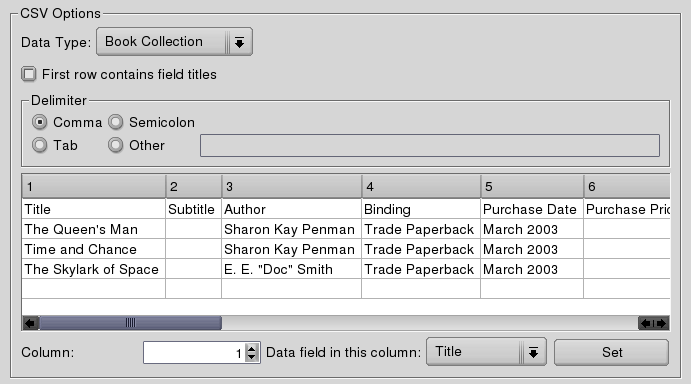 CSV Options
Data Type: Book Collection
First row contains field titles
Delimiter
Comma Semicolon
Tab Other
1 2 3 4 5 6
Title Subtitle Author Binding Purchase Date Purchase Pric
The Queen's Man Sharon Kay Penman Trade Paperback March 2003
Time and Chance Sharon Kay Penman Trade Paperback March 2003
The Skylark of Space E. E. "Doc" Smith Trade Paperback March 2003
Column: 1 Data field in this column: Title Set